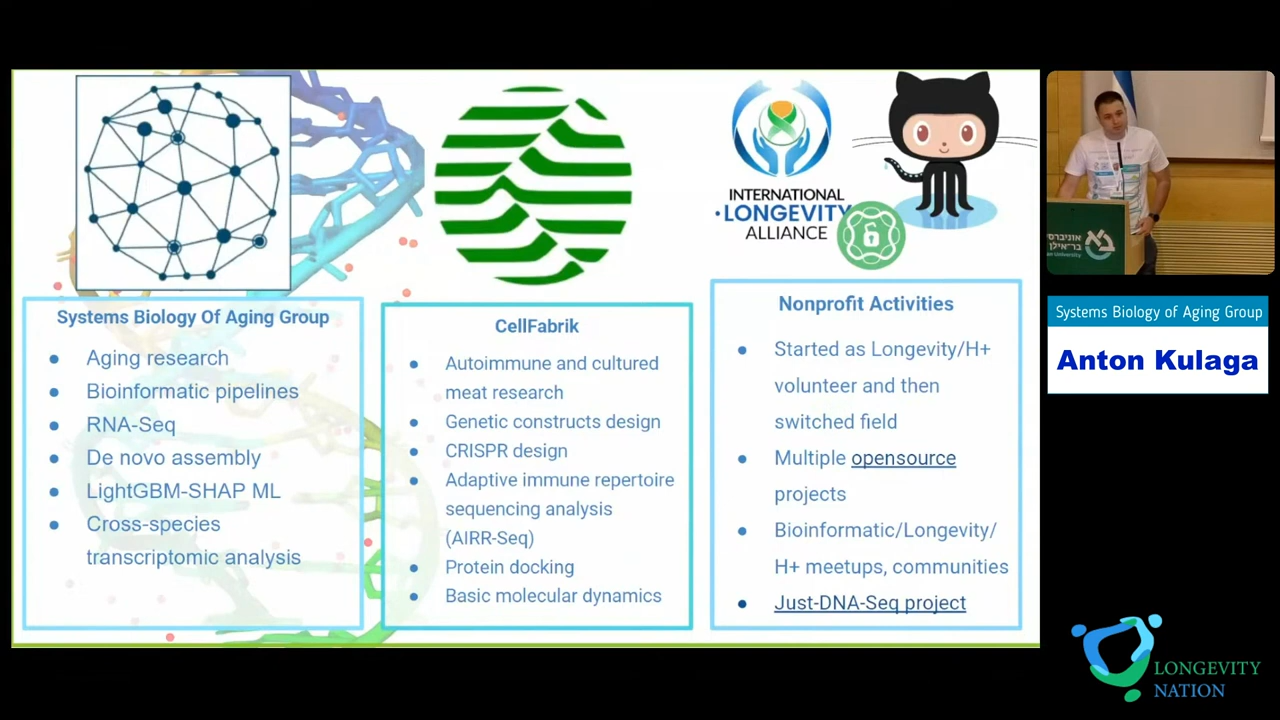 INTERNATIONAL
LONGEVITY
ALLIANCE
Systems Biology Of Aging Group
● Aging research
● Bioinformatic pipelines
● RNA-Seq
● De novo assembly
● LightGBM-SHAP ML
● Cross-species
transcriptomic analysis
CellFabrik
● Autoimmune and cultured
meat research
● Genetic constructs design
● CRISPR design
● Adaptive immune repertoire
sequencing analysis
(AIRR-Seq)
● Protein docking
● Basic molecular dynamics
Nonprofit Activities
● Started as Longevity/H+
volunteer and then
switched field
● Multiple opensource
projects
● Bioinformatic/Longevity/
H+ meetups, communities
● Just-DNA-Seq project
Systems Biology of Aging Group
Anton Kulaga
LONGEVITY
NATION